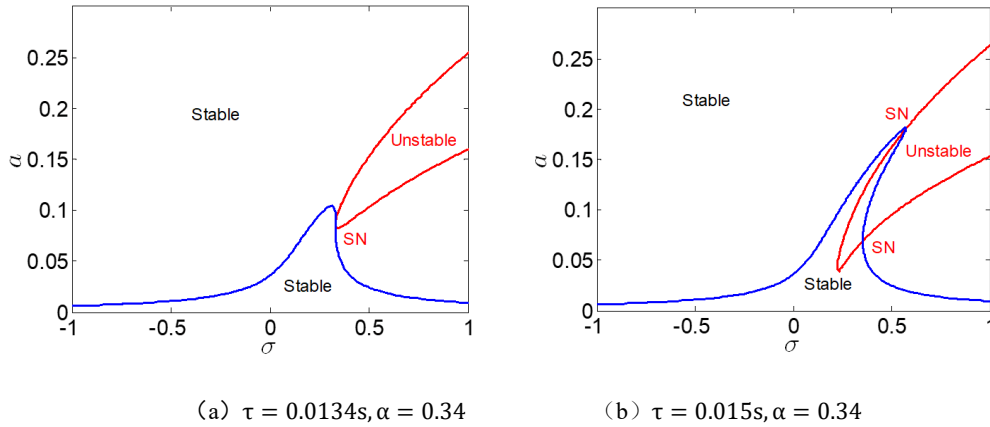 0.25
0.2
0.15
0.1
0.05
0
a
-1
-0.5
0
0.5
1
σ
Stable
Unstable
SN
Stable
0.25
0.2
0.15
0.1
0.05
0
a
-1
-0.5
0
0.5
1
σ
Stable
SN
Unstable
SN
Stable
（a）τ = 0.0134s, α = 0.34
（b）τ = 0.015s, α = 0.34